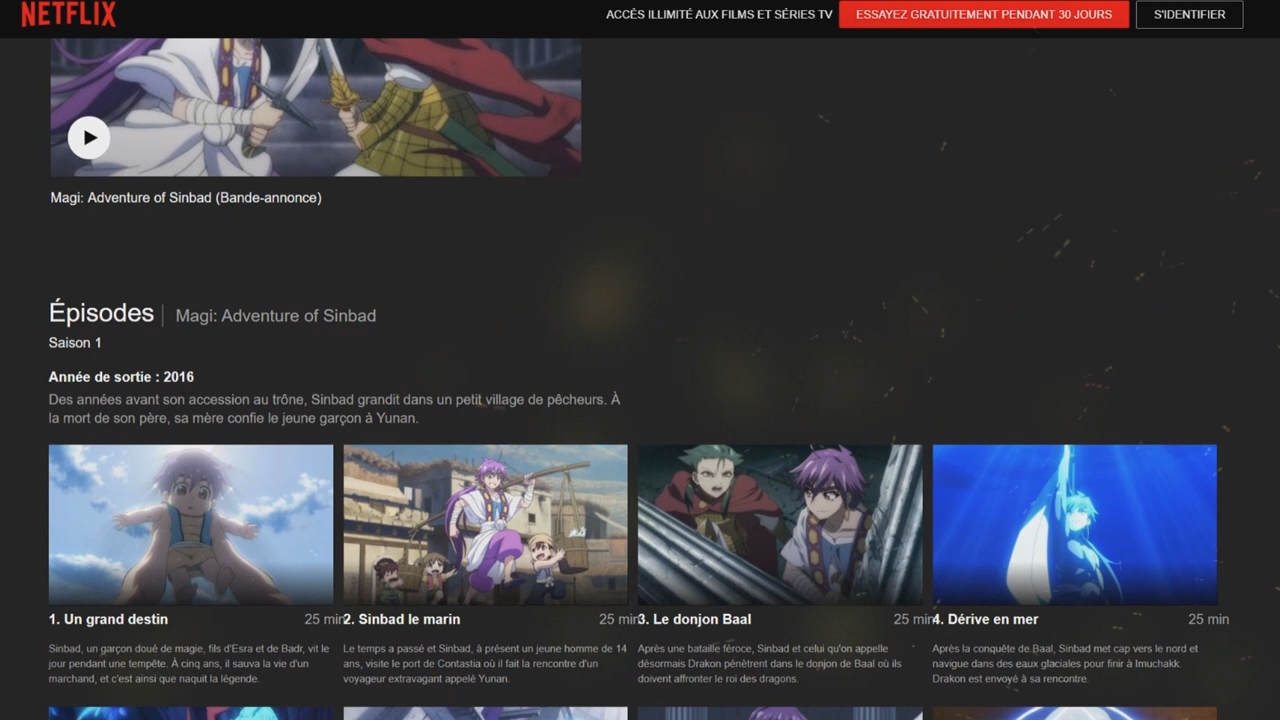 NETFLIX
ACCÈS ILLIMITÉ AUX FILMS ET SÉRIES TV
ESSAYEZ GRATUITEMENT PENDANT 30 JOURS
S'IDENTIFIER
Magi: Adventure of Sinbad (Bande-annonce)
Épisodes | Magi: Adventure of Sinbad
Saison 1
Année de sortie : 2016
Des années avant son accession au trône, Sinbad grandit dans un petit village de pêcheurs. À
la mort de son père, sa mère confie le jeune garçon à Yunan.
1. Un grand destin 25 min
Sinbad, un garçon doué de magie, fils d'Esra et de Badr, vit le
jour pendant une tempête. À cinq ans, il sauva la vie d'un
marchand, et c'est ainsi que naquit la légende.
2. Sinbad le marin 25 min
Le temps a passé et Sinbad, à présent un jeune homme de 14
ans, visite le port de Contastia où il fait la rencontre d'un
voyageur extravagant appelé Yunan.
3. Le donjon Baal 25 min
Après une bataille féroce, Sinbad et celui qu'on appelle
désormais Drakon pénètrent dans le donjon de Baal où ils
doivent affronter le roi des dragons.
4. Dérive en mer 25 min
Après la conquête de Baal, Sinbad met cap vers le nord et
navigue dans des eaux glaciales pour finir à Imuchakk.
Drakon est envoyé à sa rencontre.